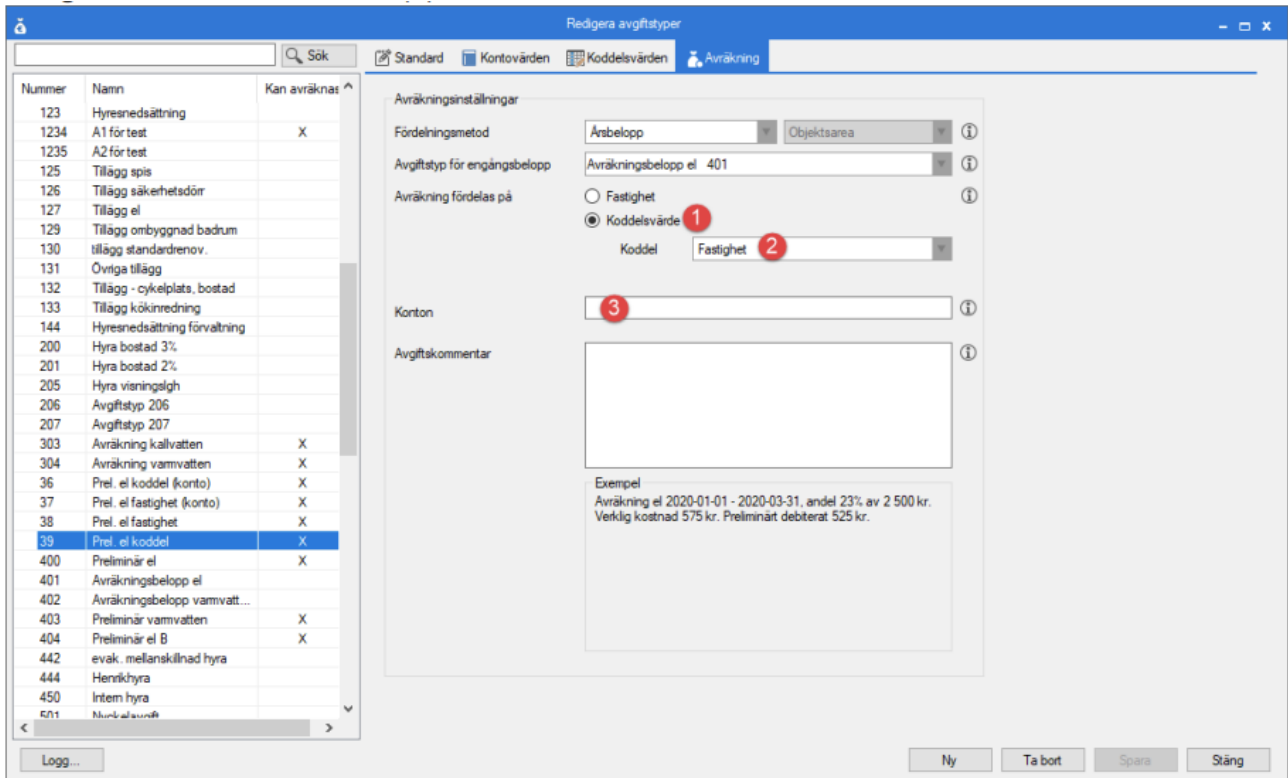 Redigera avgiftstyper
Sök
Standard Kontovärden Koddelsvärden Avräkning
Nummer Namn Kan avräknas
123 Hyresnedsättning
1234 A1 för test X
1235 A2 för test
125 Tillägg spis
126 Tillägg säkerhetsdörr
127 Tillägg el
129 Tillägg ombyggnad badrum
130 tillägg standardrenov.
131 Övriga tillägg
132 Tillägg - cykelplats, bostad
133 Tillägg kökinredning
144 Hyresnedsättning förvaltning
200 Hyra bostad 3%
201 Hyra bostad 2%
205 Hyra visningslgh
206 Avgiftstyp 206
207 Avgiftstyp 207
303 Avräkning kallvatten X
304 Avräkning varmvatten X
36 Prel. el koddel (konto) X
37 Prel. el fastighet (konto) X
38 Prel. el fastighet X
39 Prel. el koddel X
400 Preliminär el X
401 Avräkningsbelopp el
402 Avräkningsbelopp varmvatt...
403 Preliminär varmvatten X
404 Preliminär el B X
442 evak. mellanskillnad hyra
444 Henrikhyra
450 Intern hyra
501 Nyckelavgift
Avräkningsinställningar
Fördelningsmetod Årsbelopp Objektsarea
Avgiftstyp för engångsbelopp Avräkningsbelopp el 401
Avräkning fördelas på Fastighet
Koddelsvärde 1
Koddel Fastighet 2
Konton 3
Avgiftskommentar
Exempel
Avräkning el 2020-01-01 - 2020-03-31, andel 23% av 2 500 kr.
Verklig kostnad 575 kr. Preliminärt debiterat 525 kr.
Logg... Ny Ta bort Spara Stäng